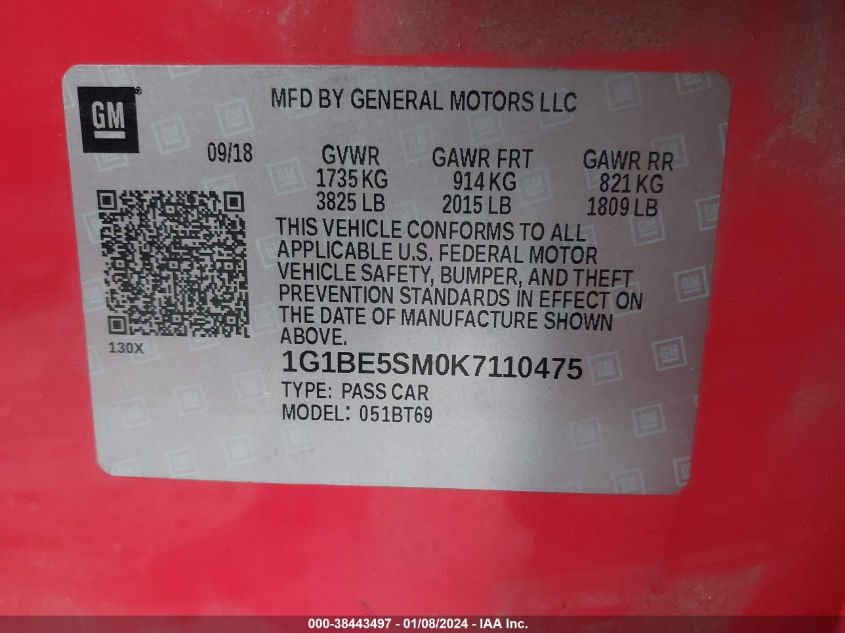 GM®
MFD BY GENERAL MOTORS LLC
09/18 GVWR GAWR FRT GAWR RR
1735 KG 914 KG 821 KG
3825 LB 2015 LB 1809 LB
THIS VEHICLE CONFORMS TO ALL
APPLICABLE U.S. FEDERAL MOTOR
VEHICLE SAFETY, BUMPER, AND THEFT
PREVENTION STANDARDS IN EFFECT ON
THE DATE OF MANUFACTURE SHOWN
ABOVE.
130X
1G1BE5SM0K7110475
TYPE: PASS CAR
MODEL: 051BT69
000-38443497 - 01/08/2024 - IAA Inc.